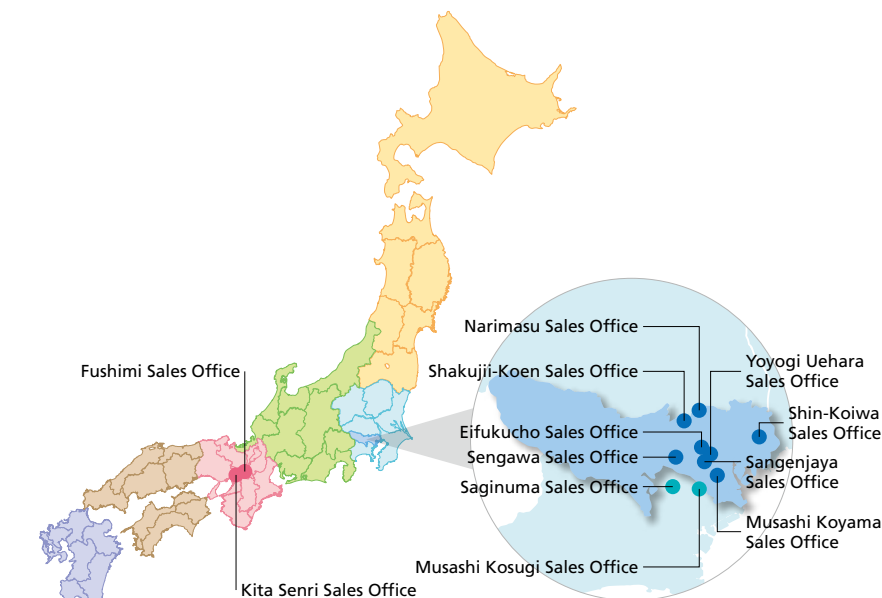 Narimasu Sales Office
Fushimi Sales Office
Shakujii-Koen Sales Office
Yoyogi Uehara
Sales Office
Shin-Koiwa
Sales Office
Eifukucho Sales Office
Sengawa Sales Office
Sangenjaya
Sales Office
Saginuma Sales Office
Musashi Koyama
Sales Office
Musashi Kosugi Sales Office
Kita Senri Sales Office